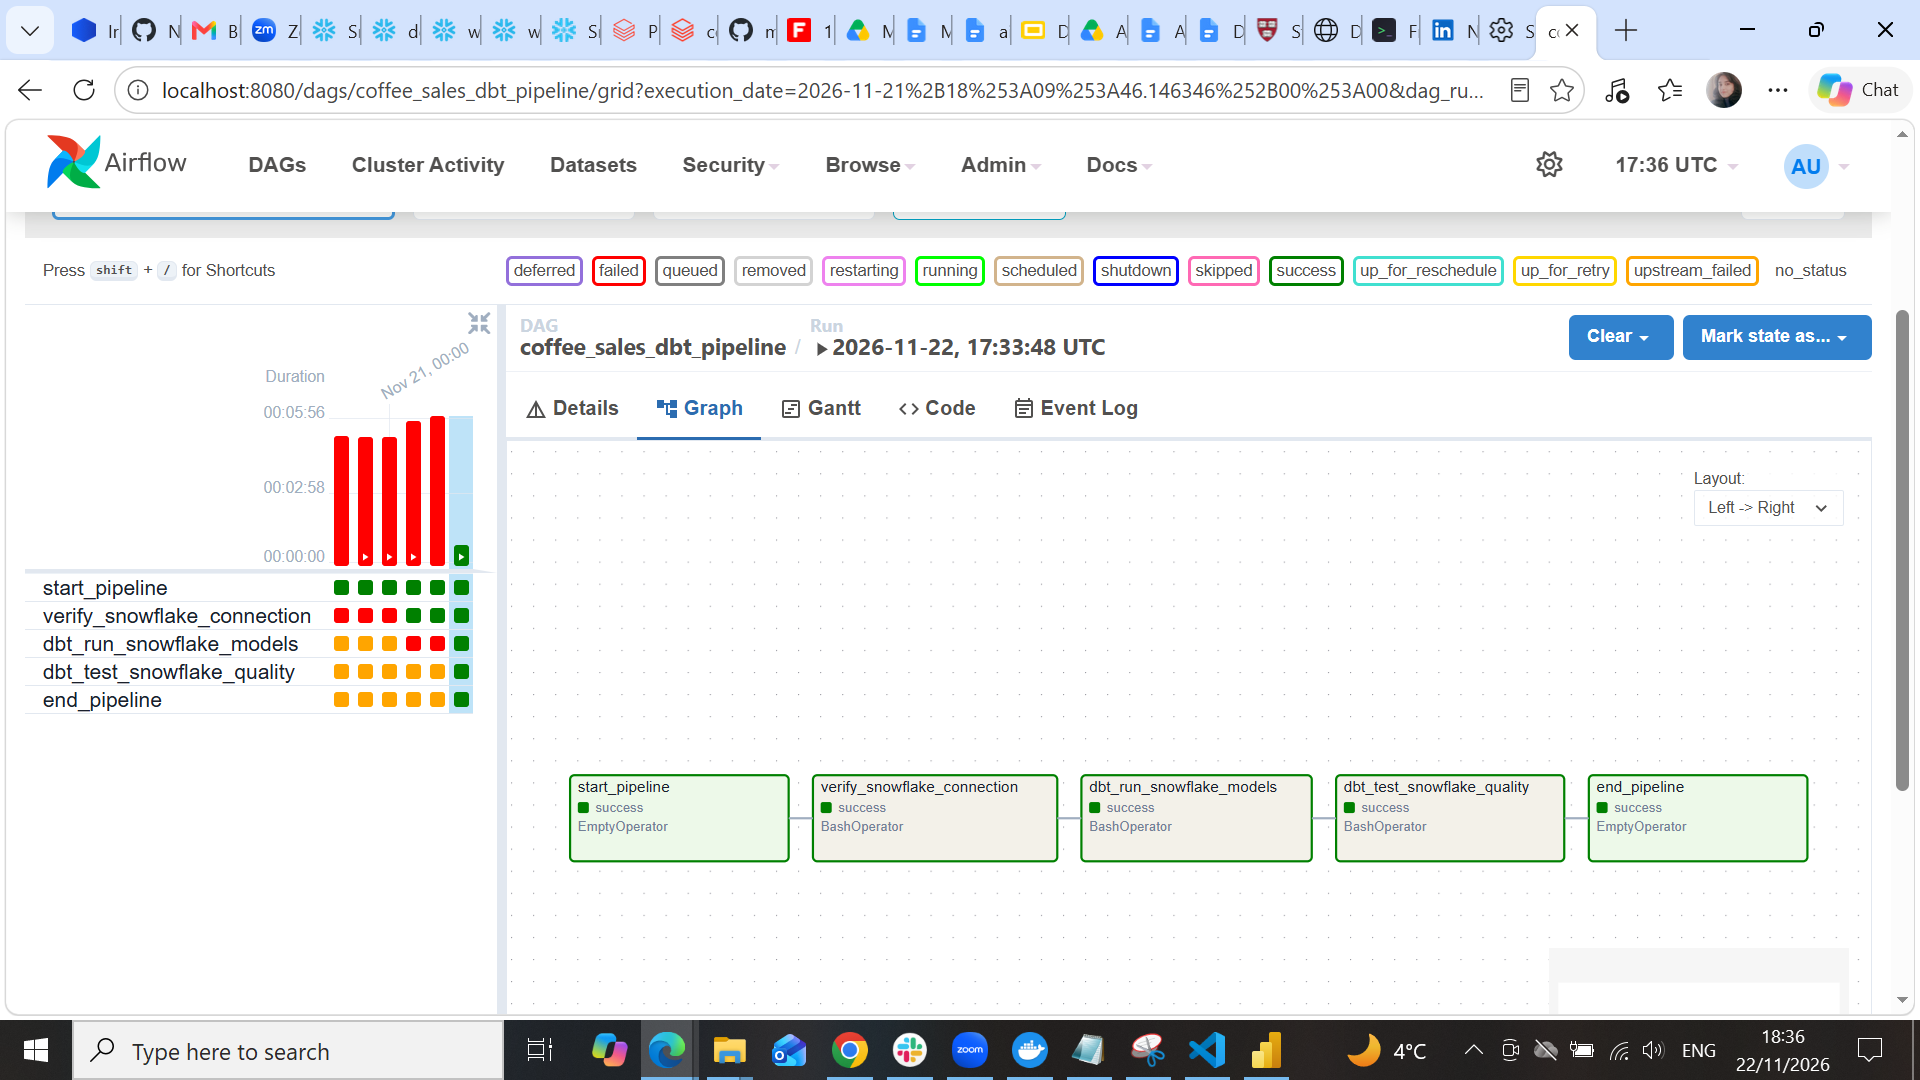 localhost:8080/dags/coffee_sales_dbt_pipeline/grid?execution_date=2026-11-21%2B18%253A09%253A46.146346%252B00%253A00&dag_ru...
Chat
Airflow
DAGs Cluster Activity Datasets Security Browse Admin Docs
17:36 UTC
AU
Press shift + / for Shortcuts
deferred failed queued removed restarting running scheduled shutdown skipped success up_for_reschedule up_for_retry upstream_failed no_status
DAG
coffee_sales_dbt_pipeline /
Run
2026-11-22, 17:33:48 UTC
Clear
Mark state as...
Nov 21, 00:00
Duration
00:05:56
00:02:58
00:00:00
start_pipeline
verify_snowflake_connection
dbt_run_snowflake_models
dbt_test_snowflake_quality
end_pipeline
Details Graph Gantt Code Event Log
Layout:
Left -> Right
start_pipeline
success
EmptyOperator
verify_snowflake_connection
success
BashOperator
dbt_run_snowflake_models
success
BashOperator
dbt_test_snowflake_quality
success
BashOperator
end_pipeline
success
EmptyOperator
Type here to search
zoom
4°C
ENG
18:36
22/11/2026